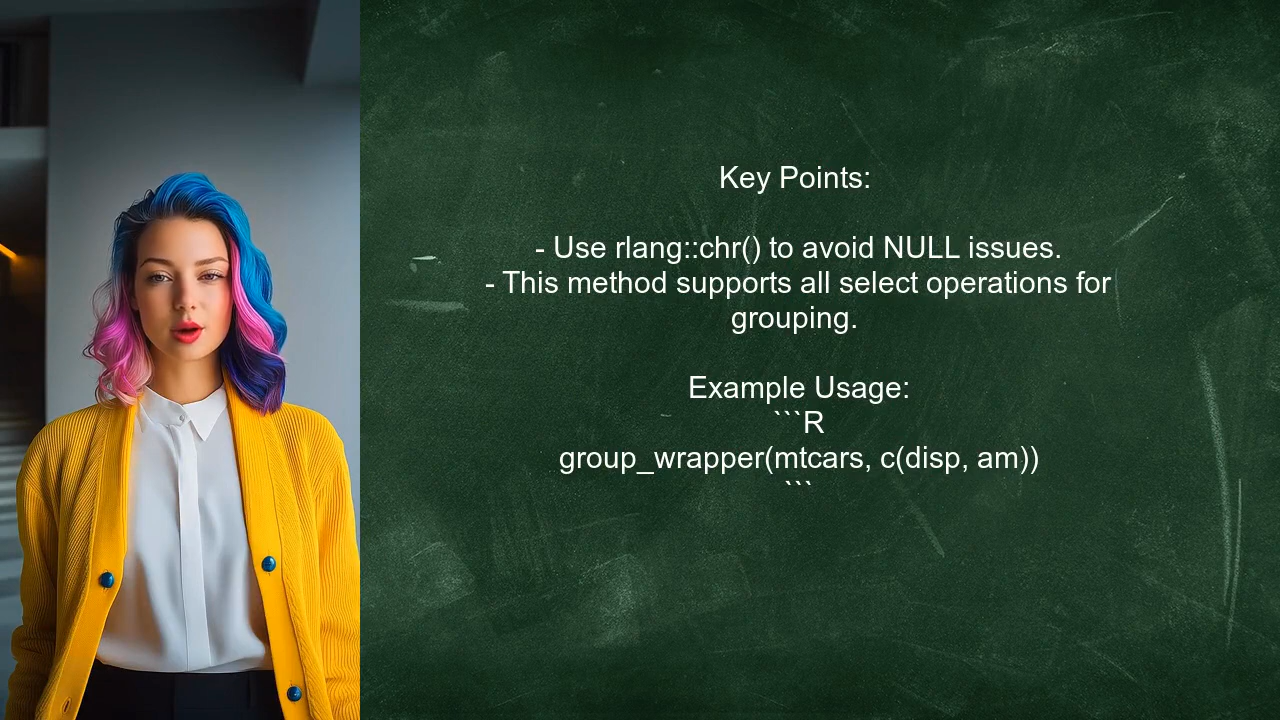 Key Points:
- Use rlang::chr() to avoid NULL issues.
- This method supports all select operations for
grouping.
Example Usage:
```R
group_wrapper(mtcars, c(disp, am))
```